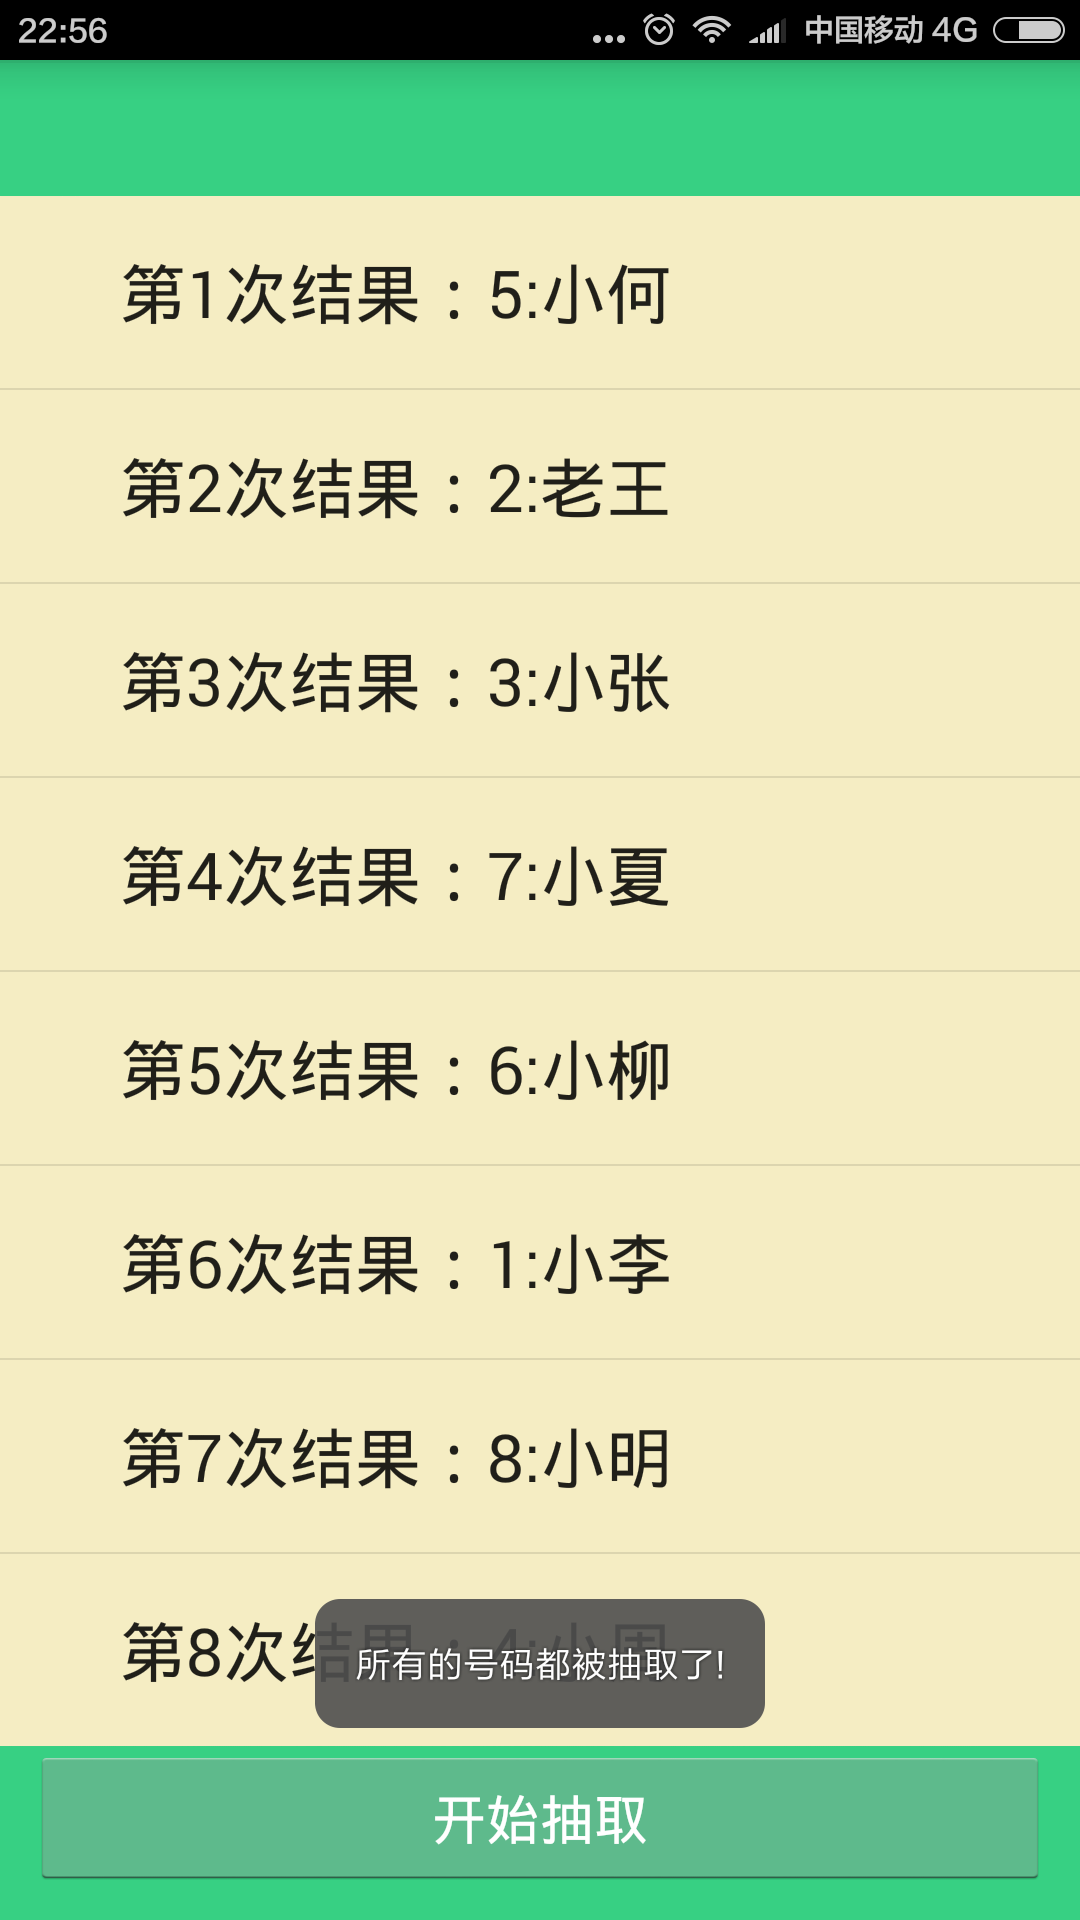 22:56 ... 中国移动 4G
第1次结果：5:小何
第2次结果：2:老王
第3次结果：3:小张
第4次结果：7:小夏
第5次结果：6:小柳
第6次结果：1:小李
第7次结果：8:小明
第8次结果：4:小周
所有的号码都被抽取了!
开始抽取